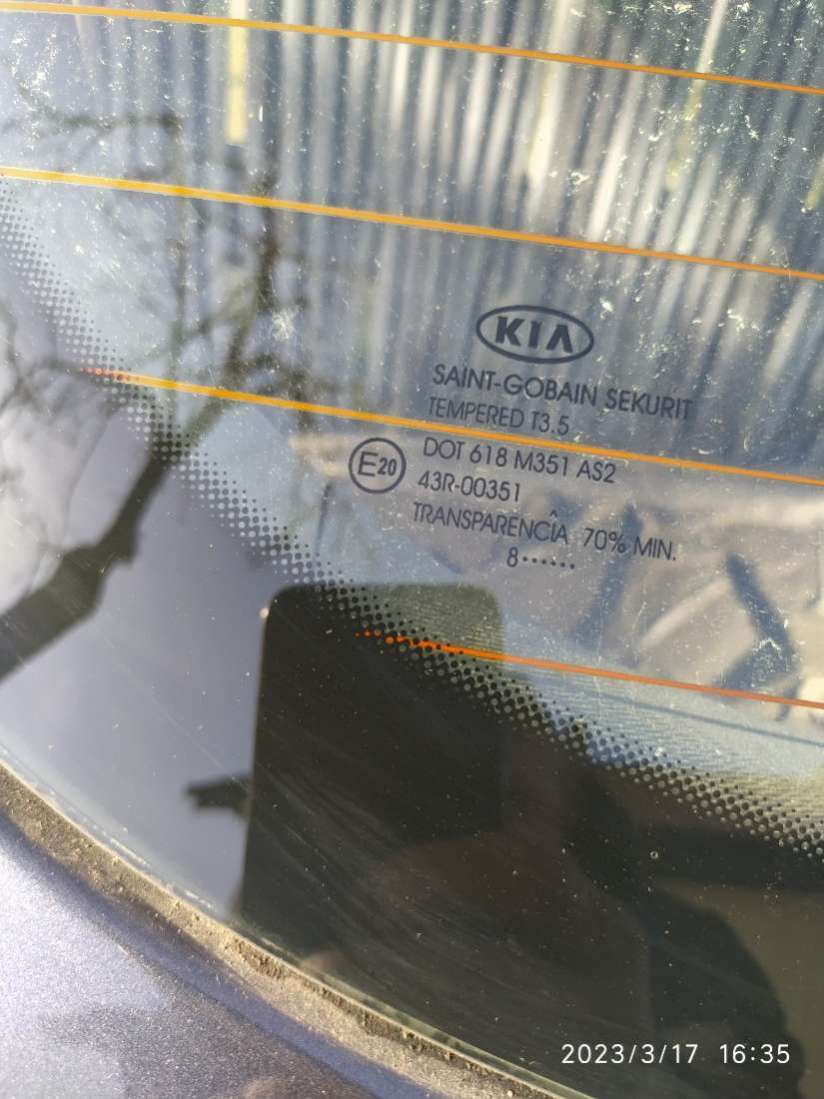 KIA
SAINT-GOBAIN SEKURIT
TEMPERED T3.5
E20
DOT 618 M351 AS2
43R-00351
TRANSPARENCÎA 70% MIN.
8••••••
2023/3/17 16:35